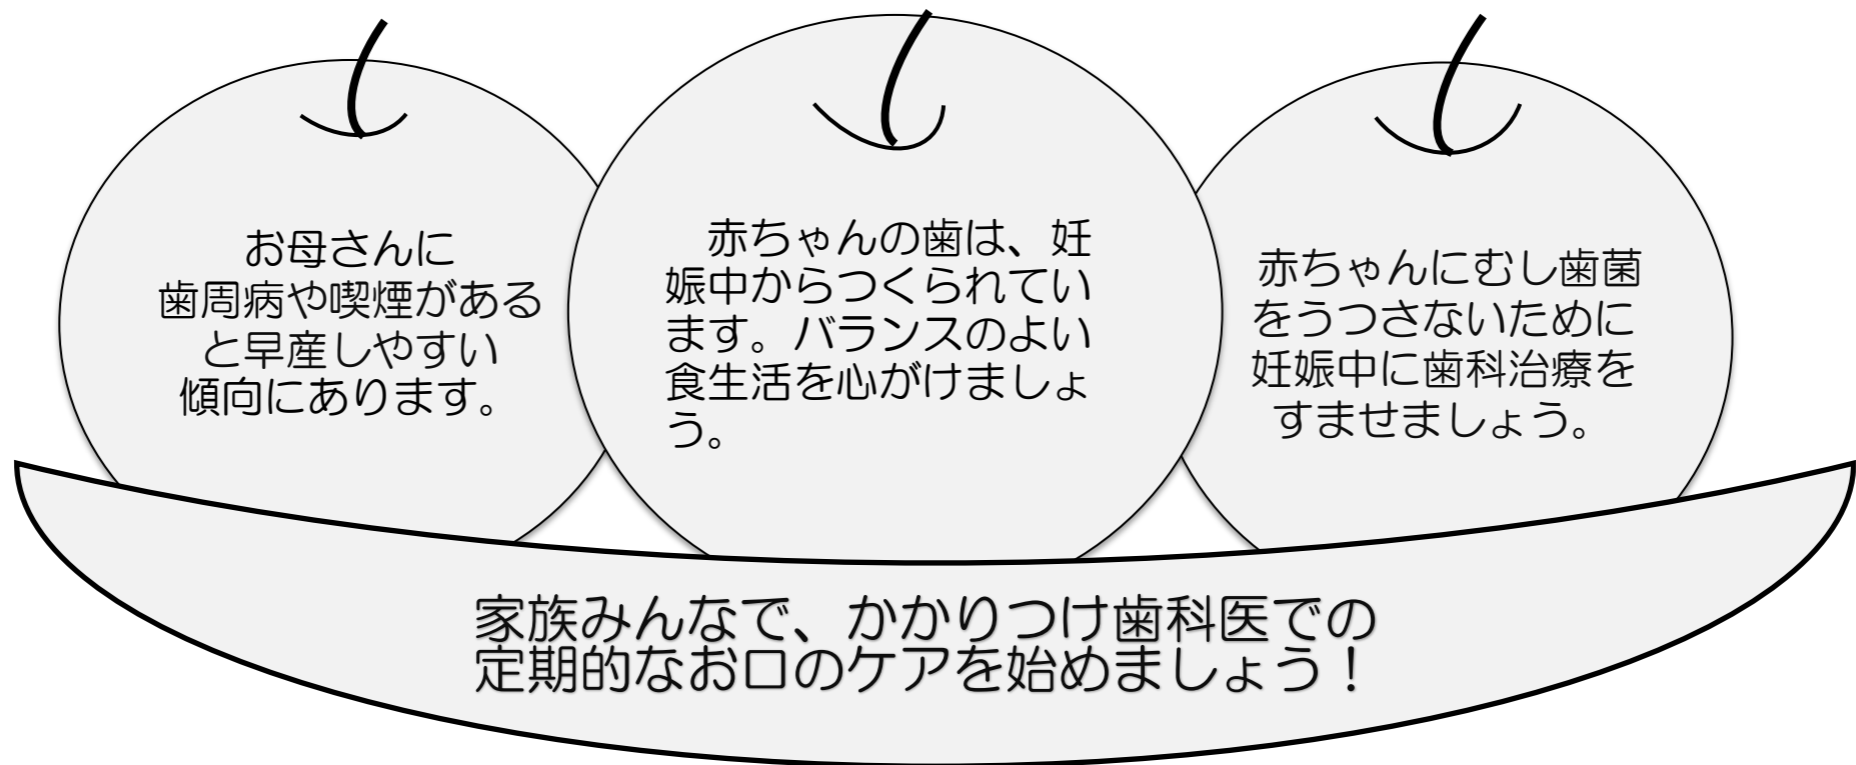 お母さんに
歯周病や喫煙がある
と早産しやすい
傾向にあります。
赤ちゃんの歯は、妊
娠中からつくられてい
ます。バランスのよい
食生活を心がけましょ
う。
赤ちゃんにむし歯菌
をうつさないために
妊娠中に歯科治療を
すませましょう。
家族みんなで、かかりつけ歯科医での
定期的なお口のケアを始めましょう！